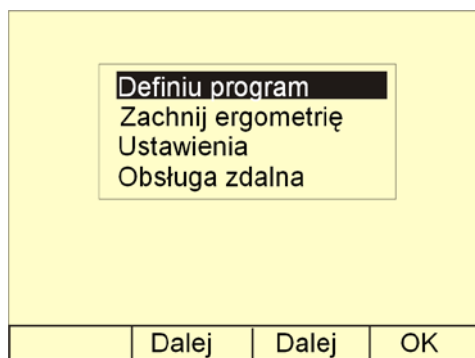 Definiu program
Zachnij ergometrię
Ustawienia
Obsługa zdalna
Dalej Dalej OK